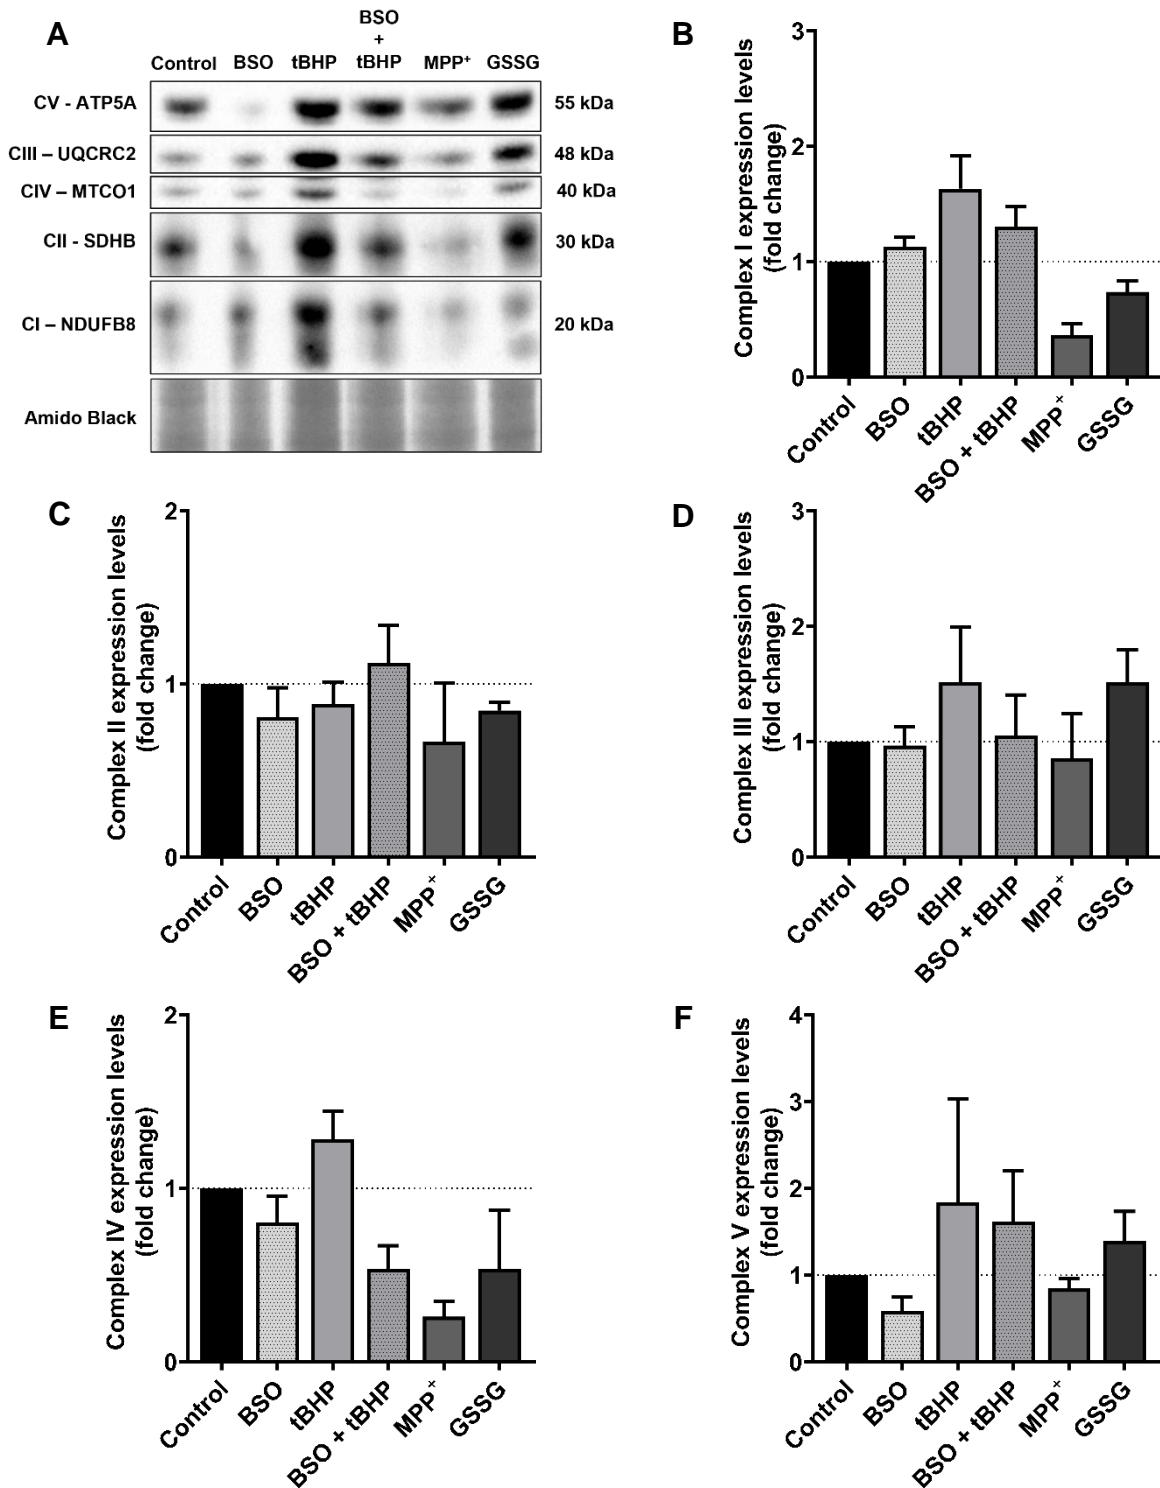 A
Control BSO tBHP BSO + tBHP MPP⁺ GSSG
CV - ATP5A 55 kDa
CIII – UQCRC2 48 kDa
CIV – MTCO1 40 kDa
CII - SDHB 30 kDa
CI – NDUFB8 20 kDa
Amido Black
B
Complex I expression levels
(fold change)
3
2
1
0
Control BSO tBHP BSO + tBHP MPP⁺ GSSG
C
Complex II expression levels
(fold change)
2
1
0
Control BSO tBHP BSO + tBHP MPP⁺ GSSG
D
Complex III expression levels
(fold change)
3
2
1
0
Control BSO tBHP BSO + tBHP MPP⁺ GSSG
E
Complex IV expression levels
(fold change)
2
1
0
Control BSO tBHP BSO + tBHP MPP⁺ GSSG
F
Complex V expression levels
(fold change)
4
3
2
1
0
Control BSO tBHP BSO + tBHP MPP⁺ GSSG